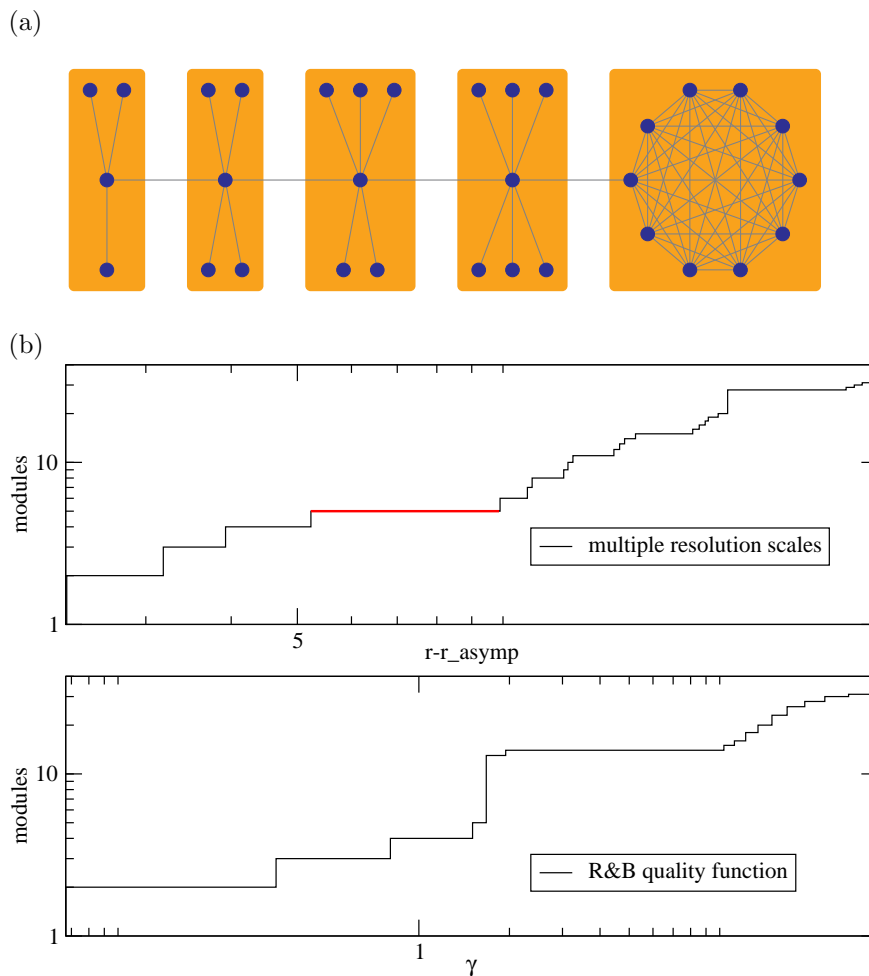 (a)
(b)
modules
10
1
multiple resolution scales
5
r-r_asymp
modules
10
1
R&B quality function
1
γ